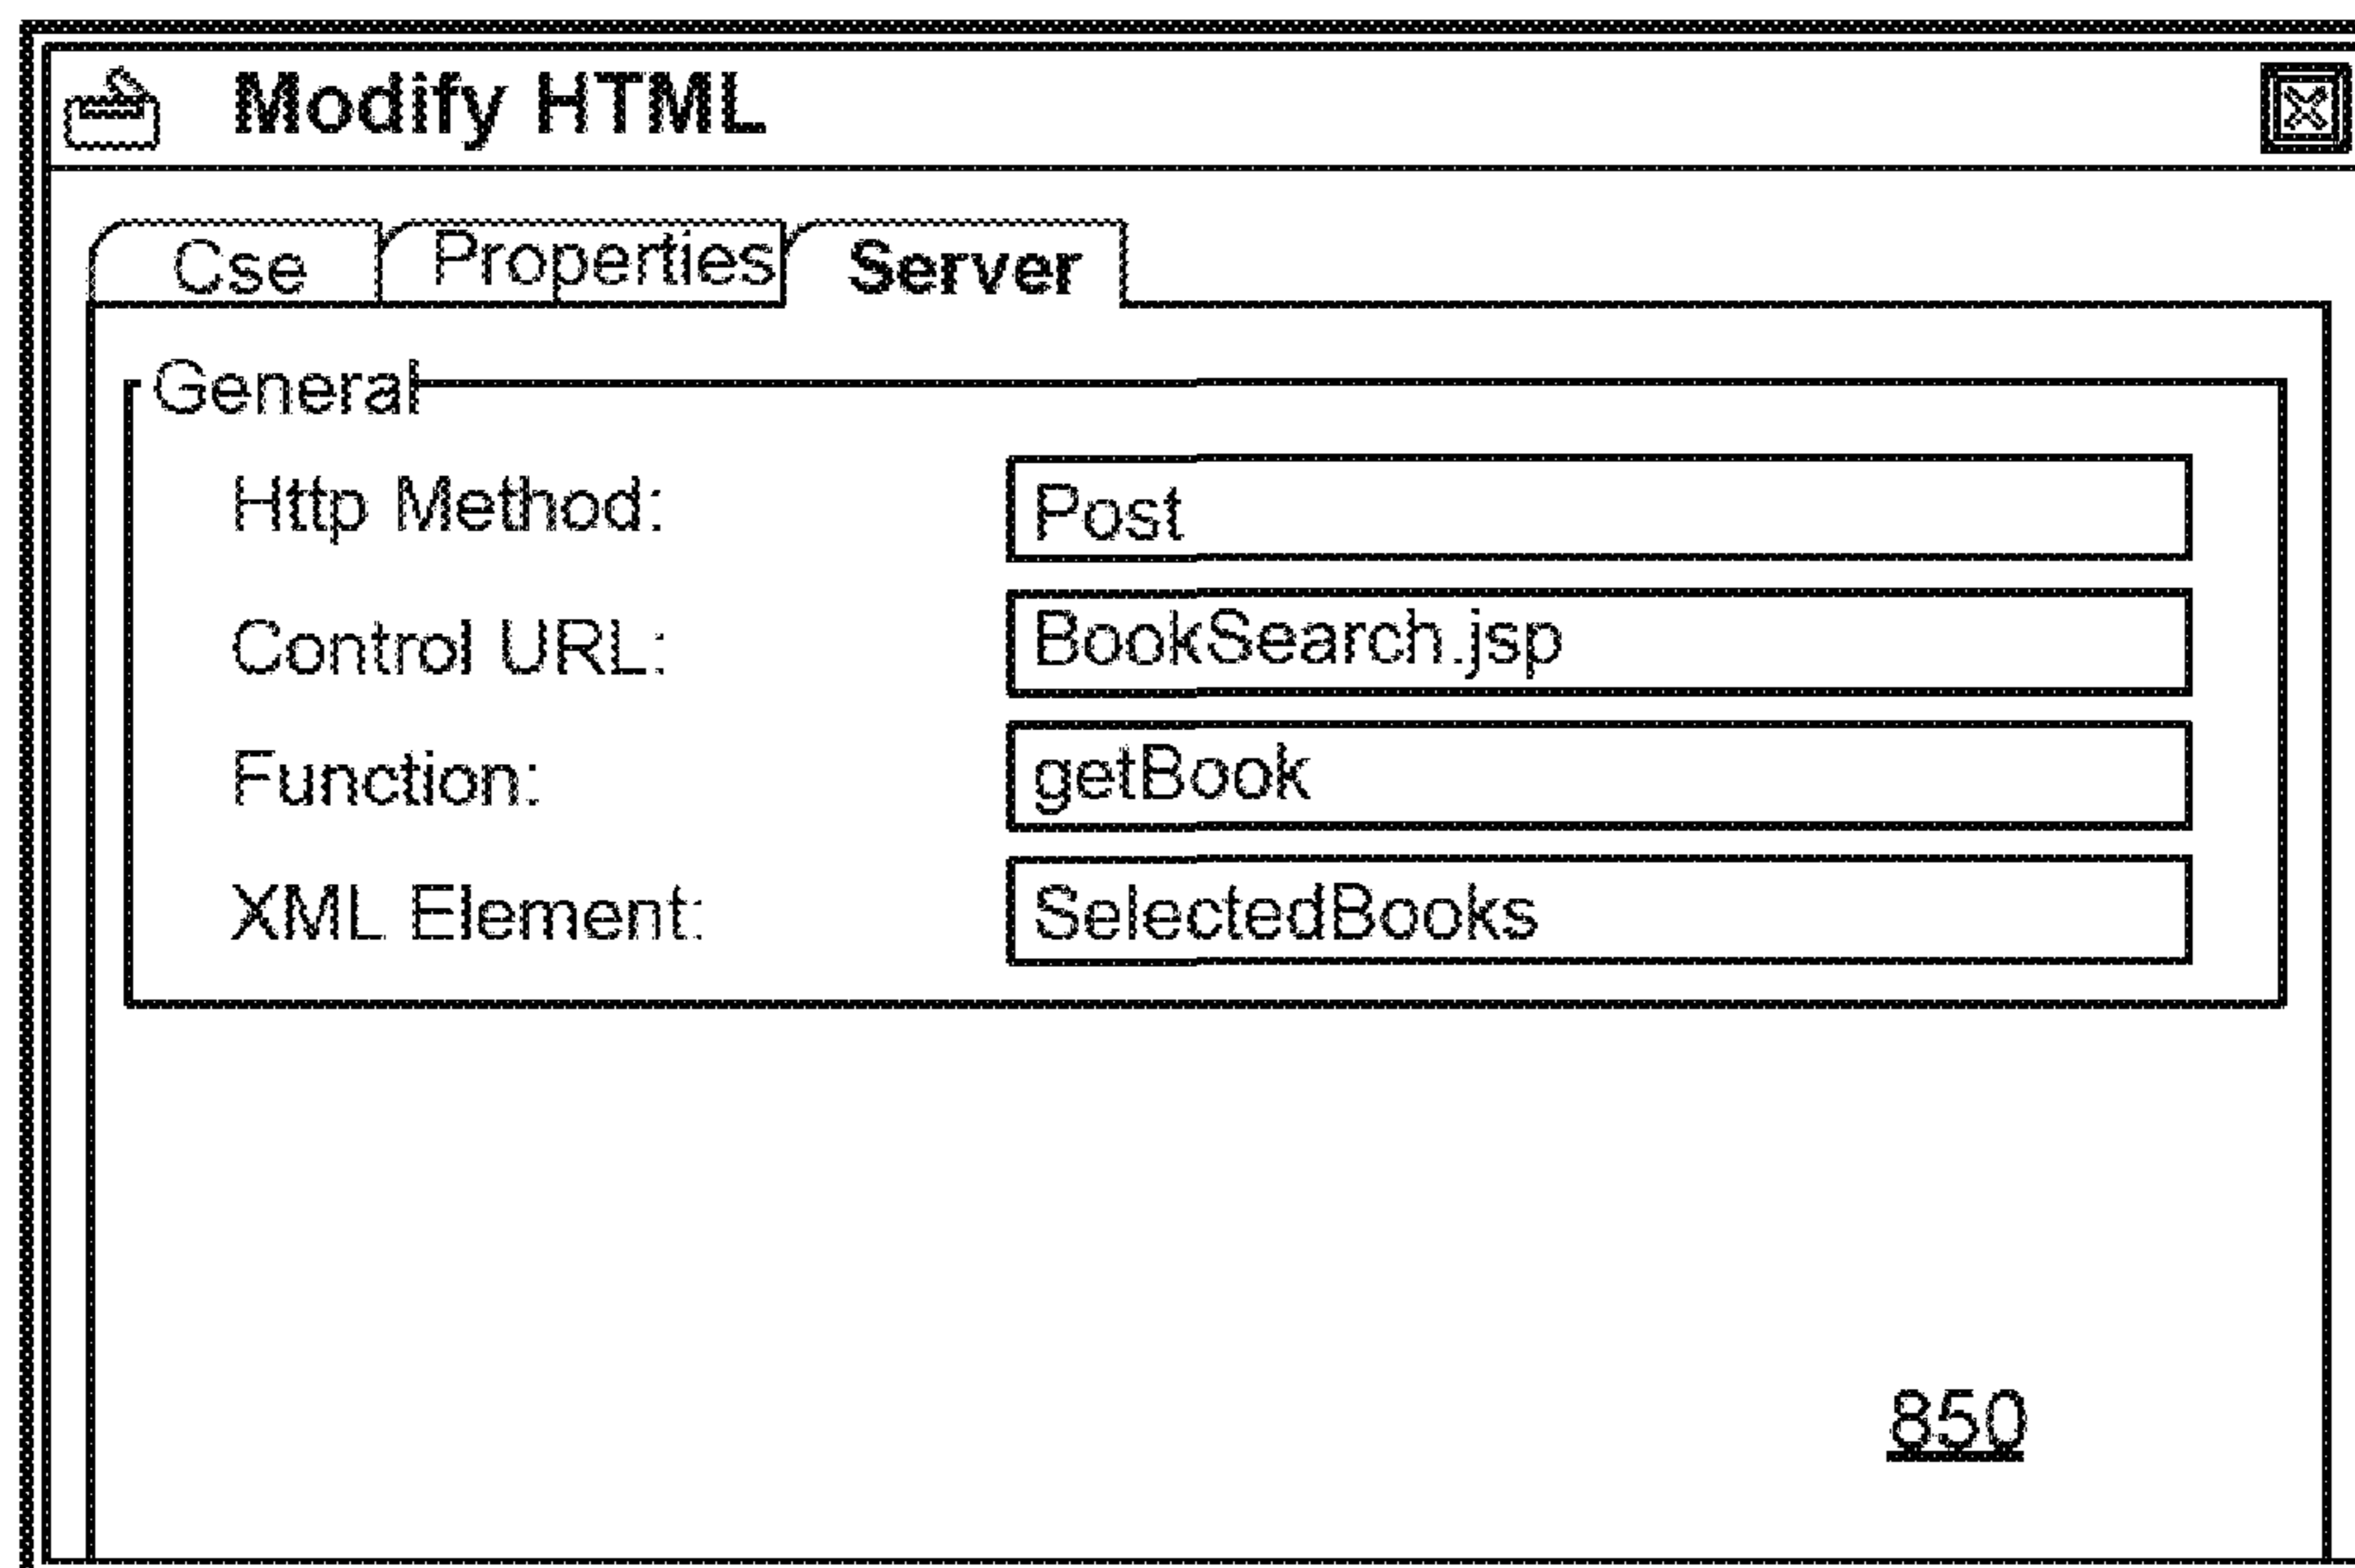 Modify HTML
Cse Properties Server
General
Http Method: Post
Control URL: BookSearch.jsp
Function: getBook
XML Element: SelectedBooks
850